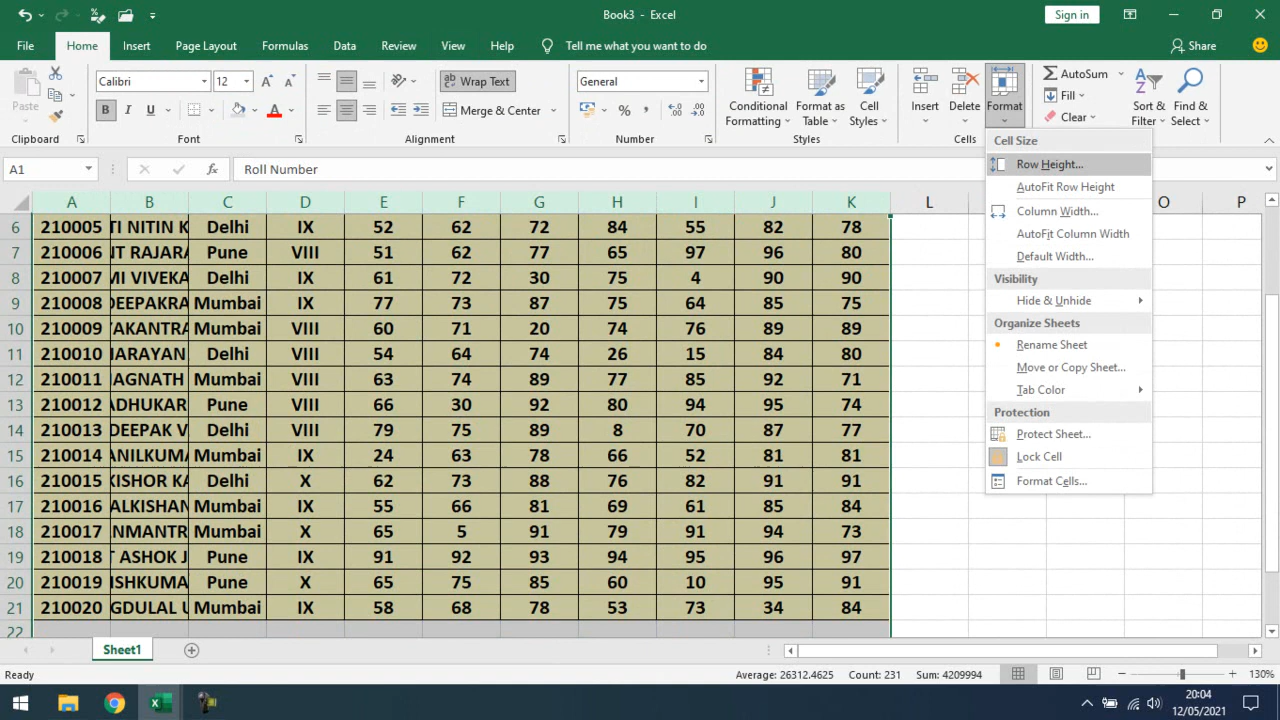 Book3 - Excel
Sign in
File Home Insert Page Layout Formulas Data Review View Help Tell me what you want to do Share
Paste
Calibri 12
B I U
Wrap Text
Merge & Center
General
Conditional Formatting
Format as Table
Cell Styles
Insert
Delete
Format
AutoSum
Fill
Clear
Sort & Filter
Find & Select
Clipboard Font Alignment Number Styles Cells
A1 Roll Number
Cell Size
Row Height...
AutoFit Row Height
Column Width...
AutoFit Column Width
Default Width...
Visibility
Hide & Unhide
Organize Sheets
Rename Sheet
Move or Copy Sheet...
Tab Color
Protection
Protect Sheet...
Lock Cell
Format Cells...
A B C D E F G H I J K L O P
6 210005 TI NITIN K Delhi IX 52 62 72 84 55 82 78
7 210006 NT RAJARA Pune VIII 51 62 77 65 97 96 80
8 210007 MI VIVEKA Delhi IX 61 72 30 75 4 90 90
9 210008 DEEPAKRA Mumbai IX 77 73 87 75 64 85 75
10 210009 YAKANTRA Mumbai VIII 60 71 20 74 76 89 89
11 210010 NARAYAN Delhi VIII 54 64 74 26 15 84 80
12 210011 AGNATH Mumbai VIII 63 74 89 77 85 92 71
13 210012 ADHUKAR Pune VIII 66 30 92 80 94 95 74
14 210013 DEEPAK V Delhi VIII 79 75 89 8 70 87 77
15 210014 ANILKUMA Mumbai IX 24 63 78 66 52 81 81
16 210015 KISHOR KA Delhi X 62 73 88 76 82 91 91
17 210016 ALKISHAN Mumbai IX 55 66 81 69 61 85 84
18 210017 NMANTR Mumbai X 65 5 91 79 91 94 73
19 210018 T ASHOK J Pune IX 91 92 93 94 95 96 97
20 210019 ISHKUMA Pune X 65 75 85 60 10 95 91
21 210020 GDULAL U Mumbai IX 58 68 78 53 73 34 84
22
Sheet1
Ready Average: 26312.4625 Count: 231 Sum: 4209994 130%
20:04
12/05/2021